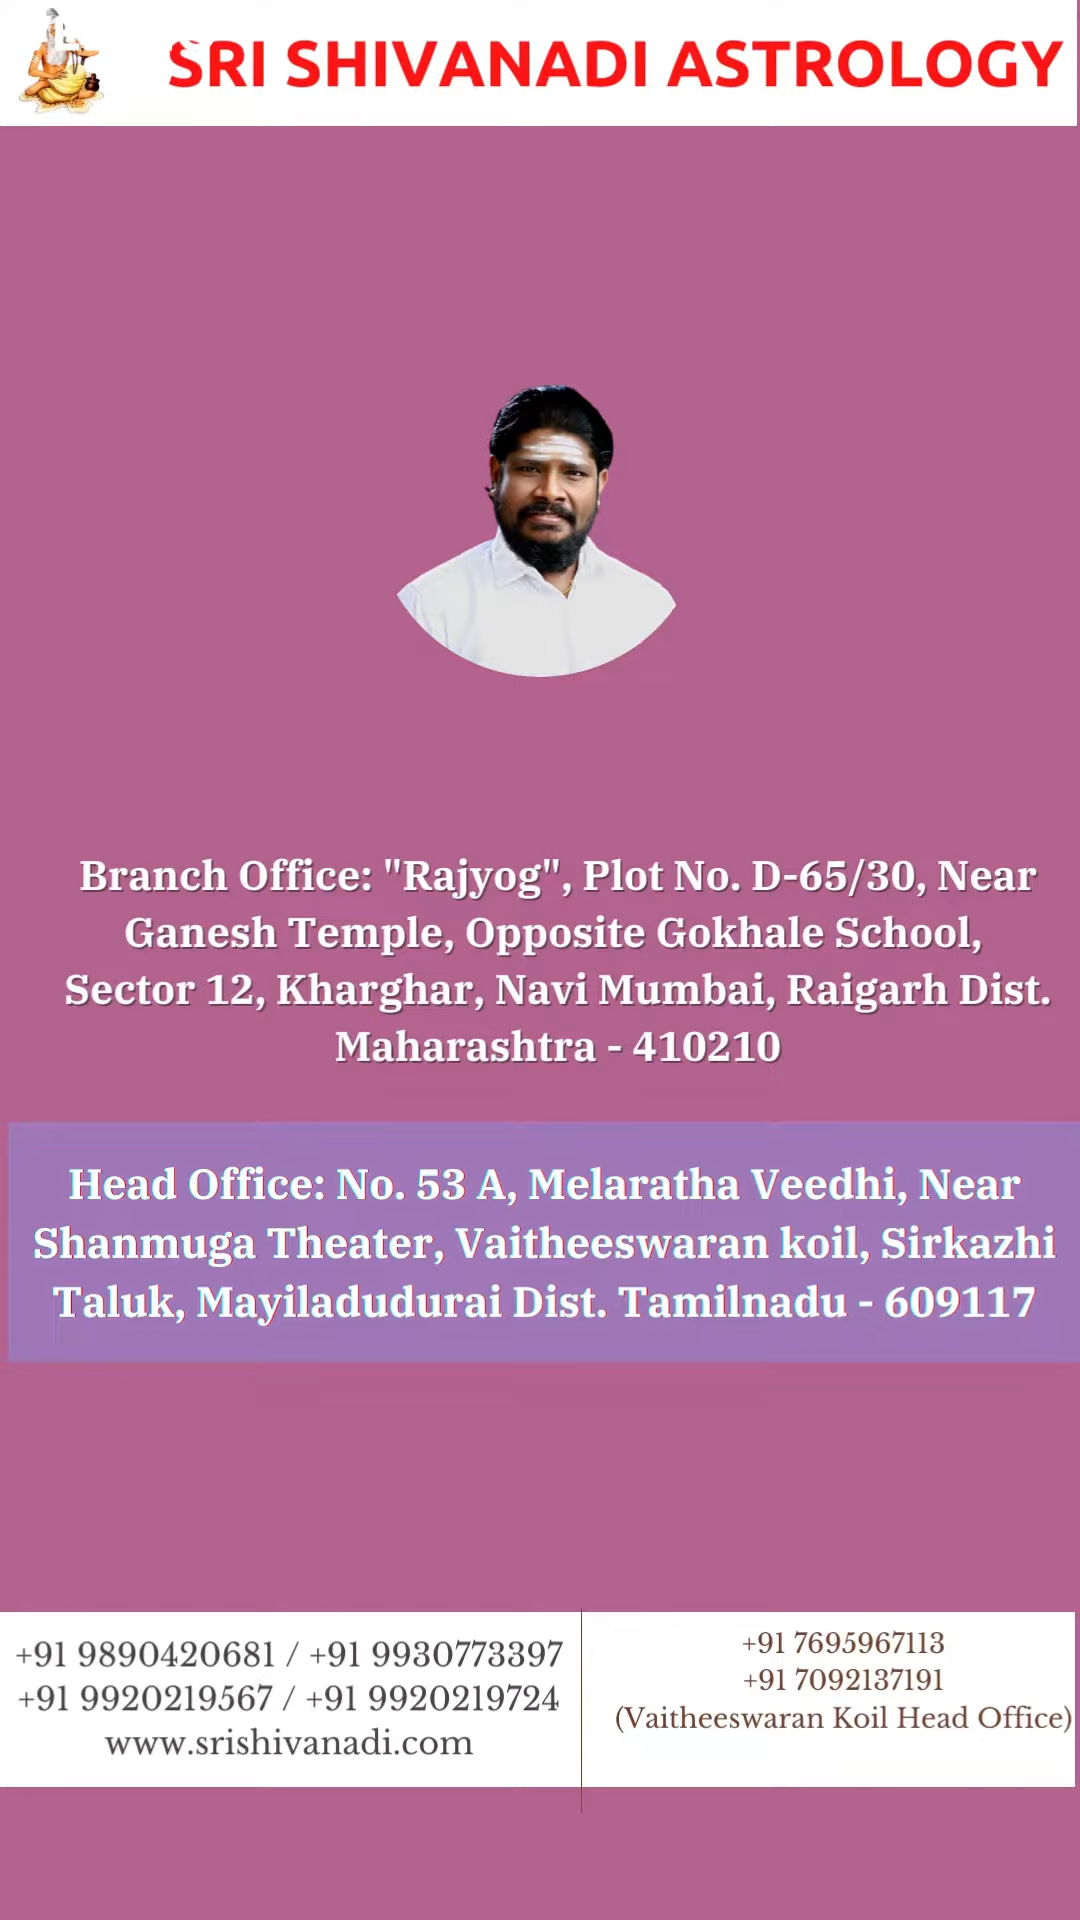 SRI SHIVANADI ASTROLOGY
Branch Office: "Rajyog", Plot No. D-65/30, Near
Ganesh Temple, Opposite Gokhale School,
Sector 12, Kharghar, Navi Mumbai, Raigarh Dist.
Maharashtra - 410210
Head Office: No. 53 A, Melaratha Veedhi, Near
Shanmuga Theater, Vaitheeswaran koil, Sirkazhi
Taluk, Mayiladudurai Dist. Tamilnadu - 609117
+91 9890420681 / +91 9930773397
+91 9920219567 / +91 9920219724
www.srishivanadi.com
+91 7695967113
+91 7092137191
(Vaitheeswaran Koil Head Office)